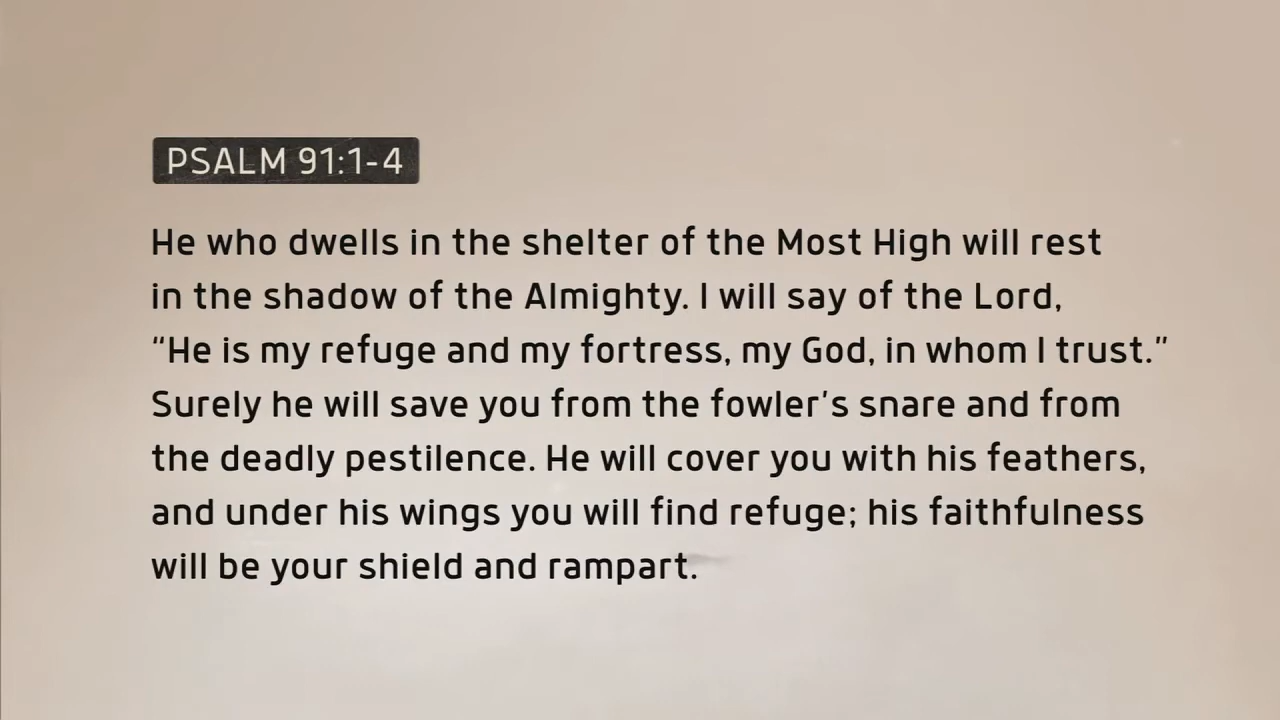 PSALM 91:1-4
He who dwells in the shelter of the Most High will rest
in the shadow of the Almighty. I will say of the Lord,
“He is my refuge and my fortress, my God, in whom I trust.”
Surely he will save you from the fowler's snare and from
the deadly pestilence. He will cover you with his feathers,
and under his wings you will find refuge; his faithfulness
will be your shield and rampart.